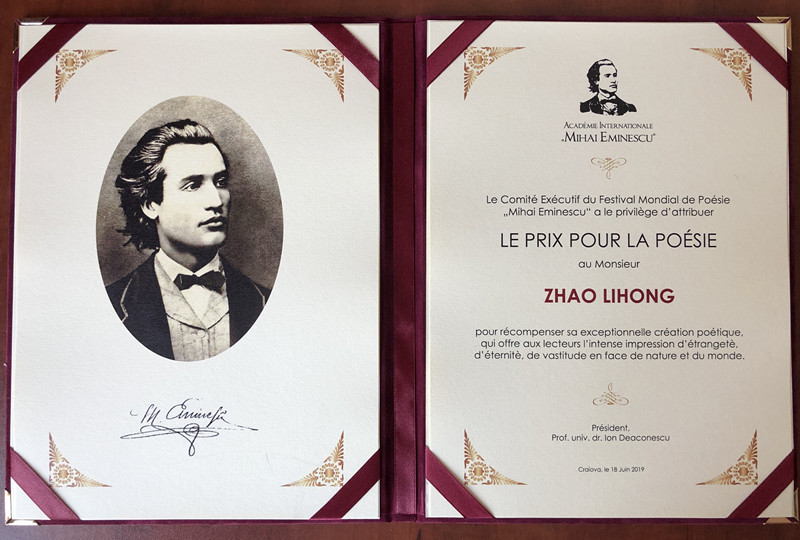 M. Eminescu
ACADÉMIE INTERNATIONALE
„MIHAI EMINESCU”
Le Comité Exécutif du Festival Mondial de Poésie
„Mihai Eminescu“ a le privilège d’attribuer
LE PRIX POUR LA POÉSIE
au Monsieur
ZHAO LIHONG
pour récompenser sa exceptionnelle création poétique,
qui offre aux lecteurs l’intense impression d’étrangetè,
d’éternitè, de vastitude en face de nature et du monde.
Président,
Prof. univ. dr. Ion Deaconescu
Craiova, le 18 Juin 2019